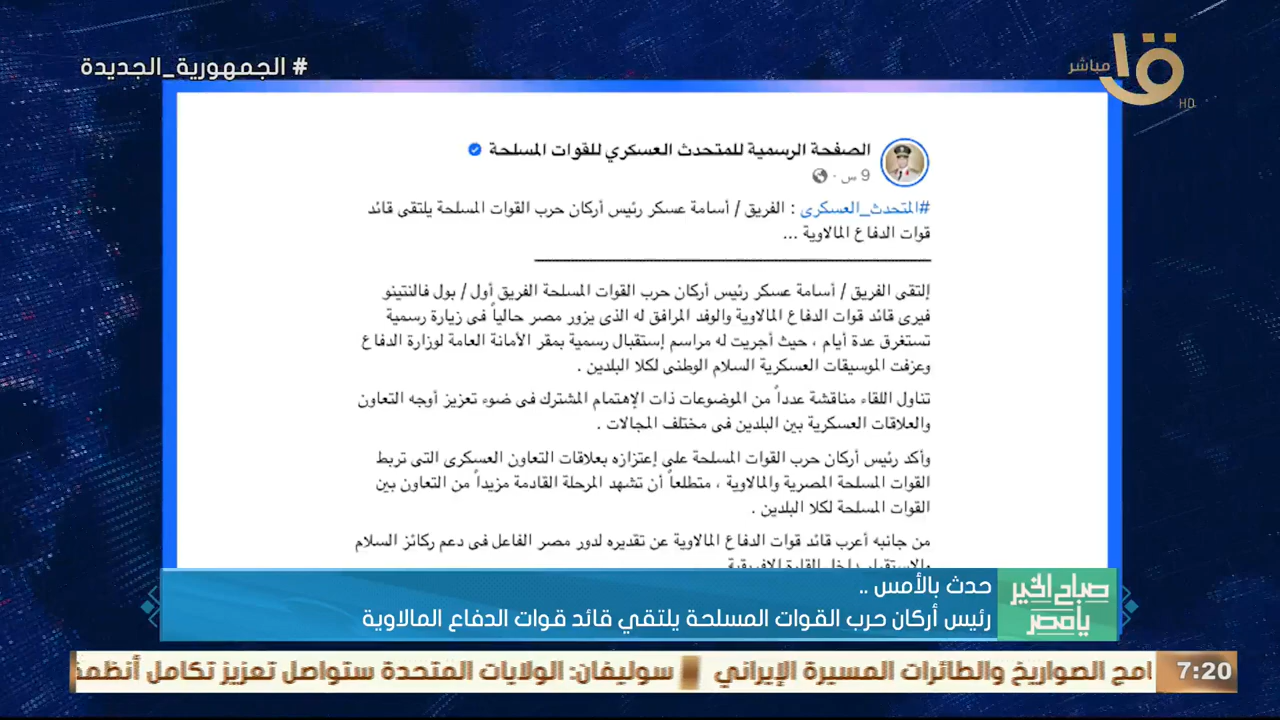 # الجمهورية_الجديدة
مباشر
HD
الصفحة الرسمية للمتحدث العسكري للقوات المسلحة
9 س
#المتحدث_العسكرى : الفريق / أسامة عسكر رئيس أركان حرب القوات المسلحة يلتقى قائد
قوات الدفاع المالاوية ...
إلتقى الفريق / أسامة عسكر رئيس أركان حرب القوات المسلحة الفريق أول / بول فالنتينو
فيرى قائد قوات الدفاع المالاوية والوفد المرافق له الذى يزور مصر حالياً فى زيارة رسمية
تستغرق عدة أيام ، حيث أجريت له مراسم إستقبال رسمية بمقر الأمانة العامة لوزارة الدفاع
وعزفت الموسيقات العسكرية السلام الوطنى لكلا البلدين .
تناول اللقاء مناقشة عدداً من الموضوعات ذات الإهتمام المشترك فى ضوء تعزيز أوجه التعاون
والعلاقات العسكرية بين البلدين فى مختلف المجالات .
وأكد رئيس أركان حرب القوات المسلحة على إعتزازه بعلاقات التعاون العسكرى التى تربط
القوات المسلحة المصرية والمالاوية ، متطلعاً أن تشهد المرحلة القادمة مزيداً من التعاون بين
القوات المسلحة لكلا البلدين .
من جانبه أعرب قائد قوات الدفاع المالاوية عن تقديره لدور مصر الفاعل فى دعم ركائز السلام
والاستقرار داخل القارة الإفريقية
صباح الخير
يا مصر
حدث بالأمس ..
رئيس أركان حرب القوات المسلحة يلتقي قائد قوات الدفاع المالاوية
7:20
امج الصواريخ والطائرات المسيرة الإيراني
سوليفان: الولايات المتحدة ستواصل تعزيز تكامل أنظمة